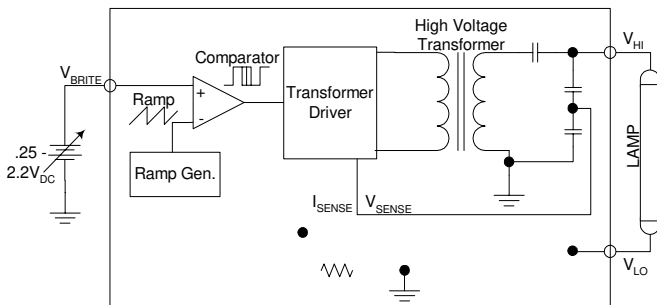 High Voltage
Transformer
Comparator
V_HI
V_BRITE
+
Ramp
-
Transformer
Driver
.25 -
2.2V_DC
Ramp Gen.
LAMP
I_SENSE
V_SENSE
V_LO